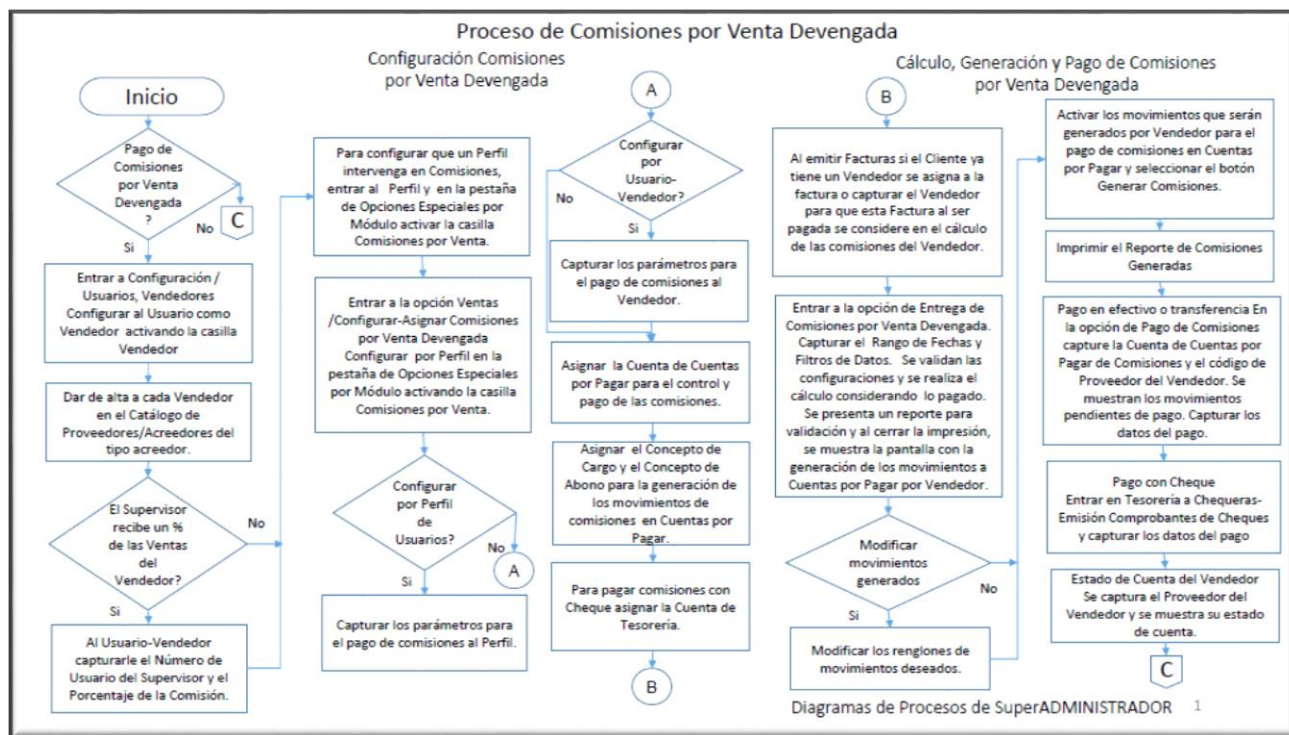 Proceso de Comisiones por Venta Devengada
Configuración Comisiones
por Venta Devengada
Inicio
Pago de
Comisiones
por Venta
Devengada
?
No
C
Si
Entrar a Configuración /
Usuarios, Vendedores
Configurar al Usuario como
Vendedor activando la casilla
Vendedor
Dar de alta a cada Vendedor
en el Catálogo de
Proveedores/Acreedores del
tipo acreedor.
El Supervisor
recibe un %
de las Ventas
del
Vendedor?
No
Si
Al Usuario-Vendedor
capturarle el Número de
Usuario del Supervisor y el
Porcentaje de la Comisión.
Para configurar que un Perfil
intervenga en Comisiones,
entrar al Perfil y en la pestaña
de Opciones Especiales por
Módulo activar la casilla
Comisiones por Venta.
Entrar a la opción Ventas
/Configurar-Asignar Comisiones
por Venta Devengada
Configurar por Perfil en la
pestaña de Opciones Especiales
por Módulo activando la casilla
Comisiones por Venta.
Configurar
por Perfil
de
Usuarios?
No
A
Si
Capturar los parámetros para
el pago de comisiones al Perfil.
A
Configurar
por
Usuario-
Vendedor?
No
Si
Capturar los parámetros para
el pago de comisiones al
Vendedor.
Asignar la Cuenta de Cuentas
por Pagar para el control y
pago de las comisiones.
Asignar el Concepto de
Cargo y el Concepto de
Abono para la generación de
los movimientos de
comisiones en Cuentas por
Pagar.
Para pagar comisiones con
Cheque asignar la Cuenta de
Tesorería.
B
Cálculo, Generación y Pago de Comisiones
por Venta Devengada
B
Al emitir Facturas si el Cliente ya
tiene un Vendedor se asigna a la
factura o capturar el Vendedor
para que esta Factura al ser
pagada se considere en el cálculo
de las comisiones del Vendedor.
Entrar a la opción de Entrega de
Comisiones por Venta Devengada.
Capturar el Rango de Fechas y
Filtros de Datos. Se validan las
configuraciones y se realiza el
cálculo considerando lo pagado.
Se presenta un reporte para
validación y al cerrar la impresión,
se muestra la pantalla con la
generación de los movimientos a
Cuentas por Pagar por Vendedor.
Modificar
movimientos
generados
No
Si
Modificar los renglones de
movimientos deseados.
Activar los movimientos que serán
generados por Vendedor para el
pago de comisiones en Cuentas
por Pagar y seleccionar el botón
Generar Comisiones.
Imprimir el Reporte de Comisiones
Generadas
Pago en efectivo o transferencia En
la opción de Pago de Comisiones
capture la Cuenta de Cuentas por
Pagar de Comisiones y el código de
Proveedor del Vendedor. Se
muestran los movimientos
pendientes de pago. Capturar los
datos del pago.
Pago con Cheque
Entrar en Tesorería a Chequeras-
Emisión Comprobantes de Cheques
y capturar los datos del pago
Estado de Cuenta del Vendedor
Se captura el Proveedor del
Vendedor y se muestra su estado de
cuenta.
C
Diagramas de Procesos de SuperADMINISTRADOR 1